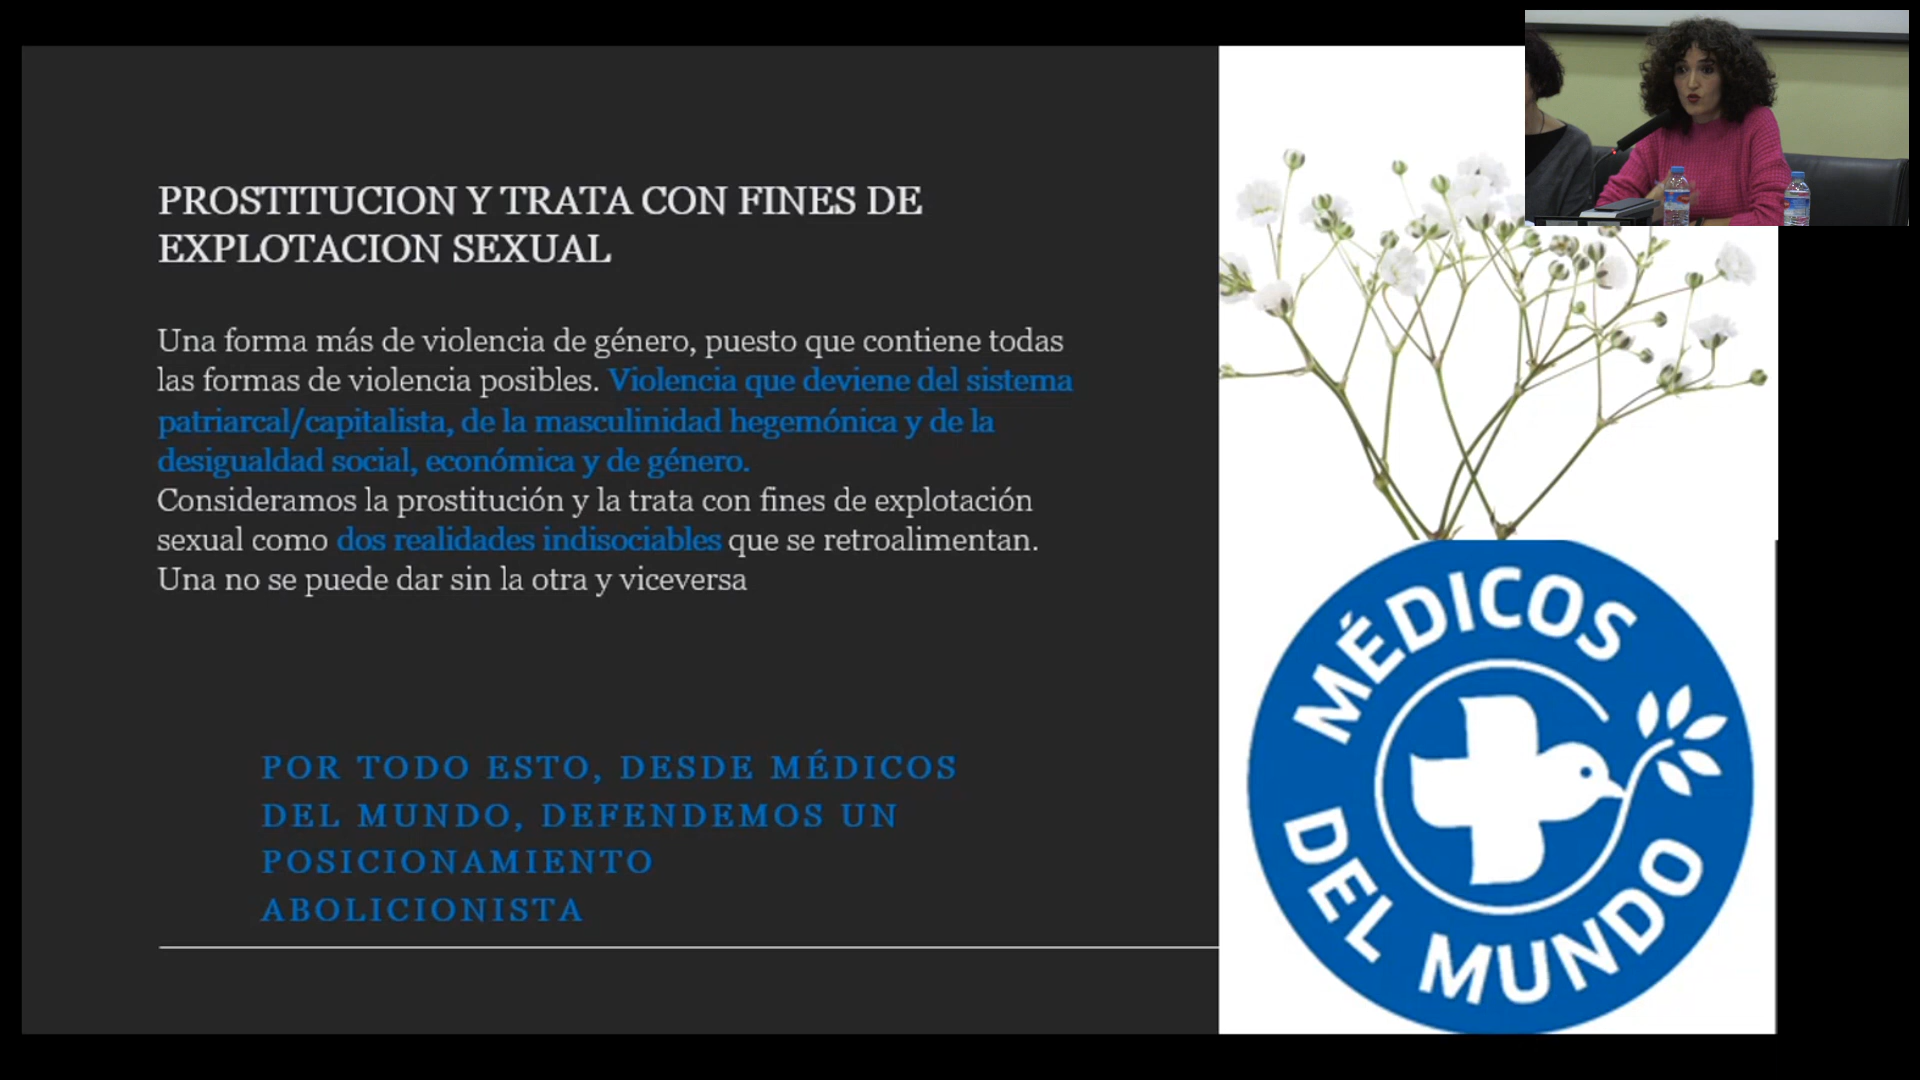 PROSTITUCION Y TRATA CON FINES DE
EXPLOTACION SEXUAL
Una forma más de violencia de género, puesto que contiene todas
las formas de violencia posibles. Violencia que deviene del sistema
patriarcal/capitalista, de la masculinidad hegemónica y de la
desigualdad social, económica y de género.
Consideramos la prostitución y la trata con fines de explotación
sexual como dos realidades indisociables que se retroalimentan.
Una no se puede dar sin la otra y viceversa
POR TODO ESTO, DESDE MÉDICOS
DEL MUNDO, DEFENDEMOS UN
POSICIONAMIENTO
ABOLICIONISTA
MÉDICOS
DEL MUNDO